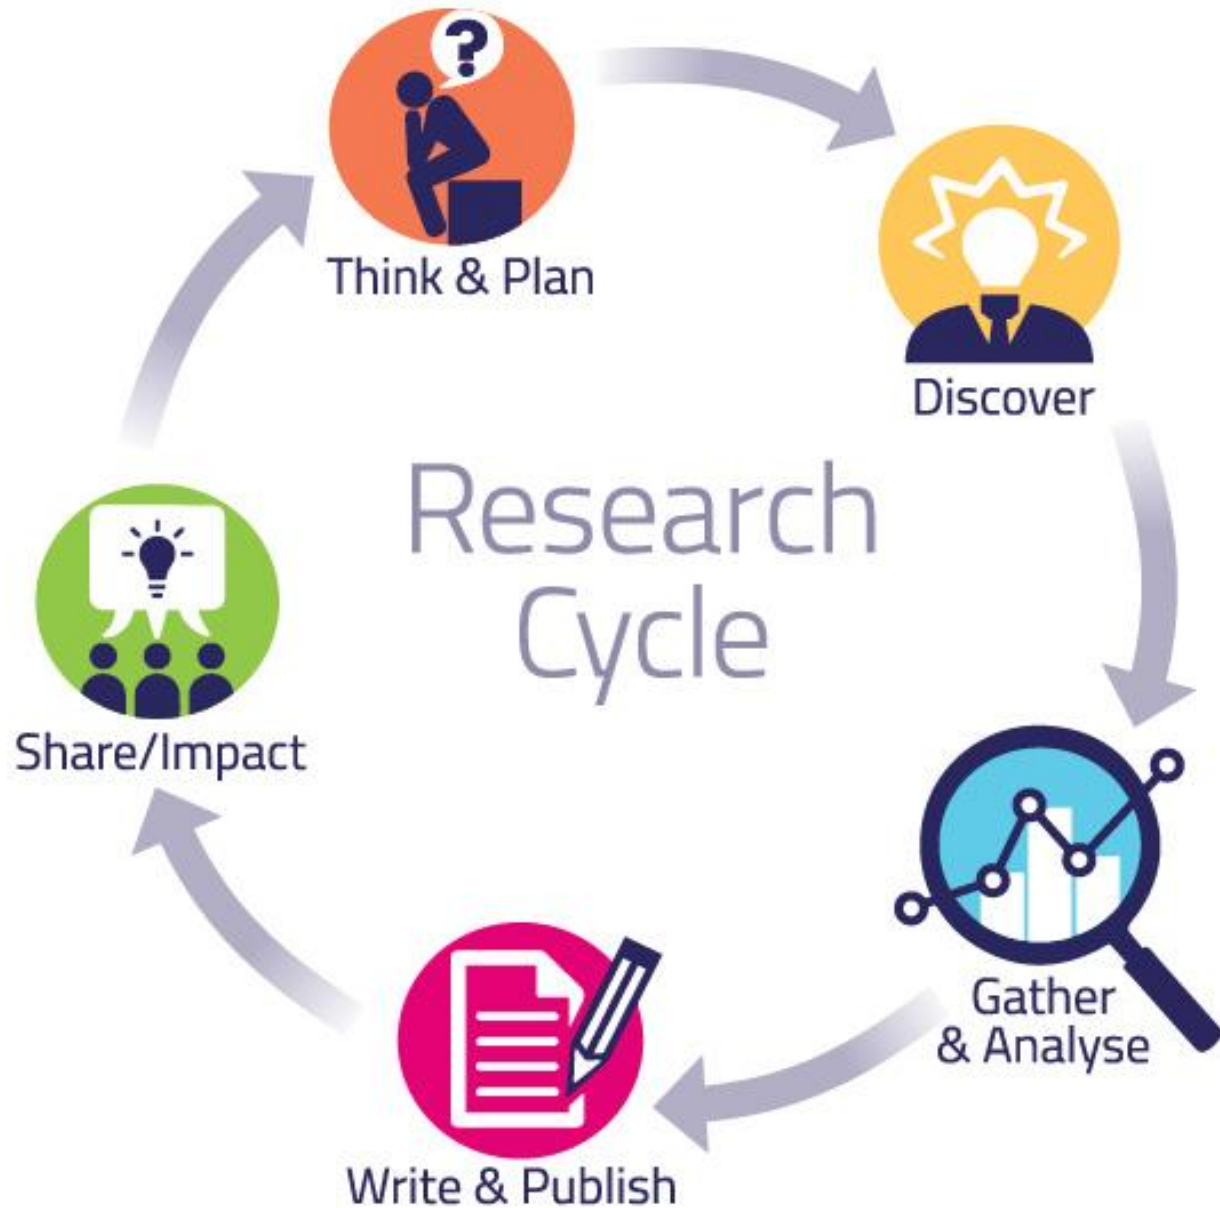 ?
Think & Plan
Discover
Research
Cycle
Share/Impact
Gather
& Analyse
Write & Publish